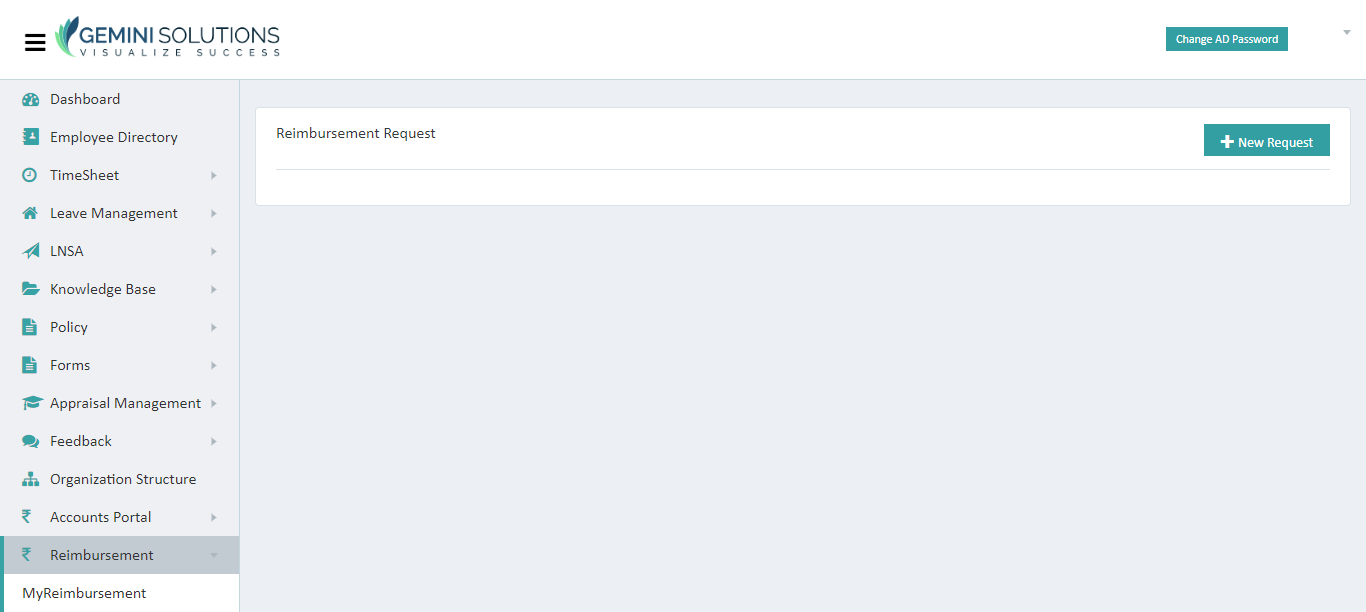 GEMINI SOLUTIONS
VISUALIZE SUCCESS
Change AD Password
Dashboard
Employee Directory
TimeSheet
Leave Management
LNSA
Knowledge Base
Policy
Forms
Appraisal Management
Feedback
Organization Structure
Accounts Portal
₹ Reimbursement
MyReimbursement
Reimbursement Request
New Request